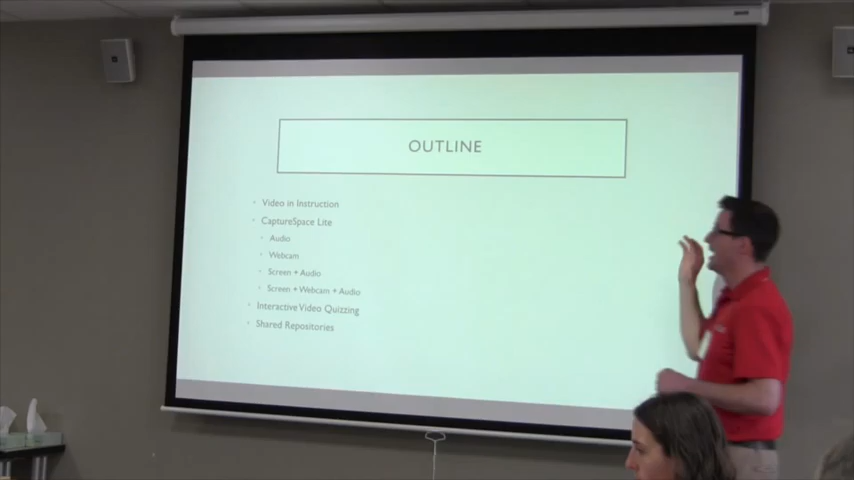 OUTLINE
Video in Instruction
CaptureSpace Lite
Audio
Webcam
Screen + Audio
Screen + Webcam + Audio
Interactive Video Quizzing
Shared Repositories